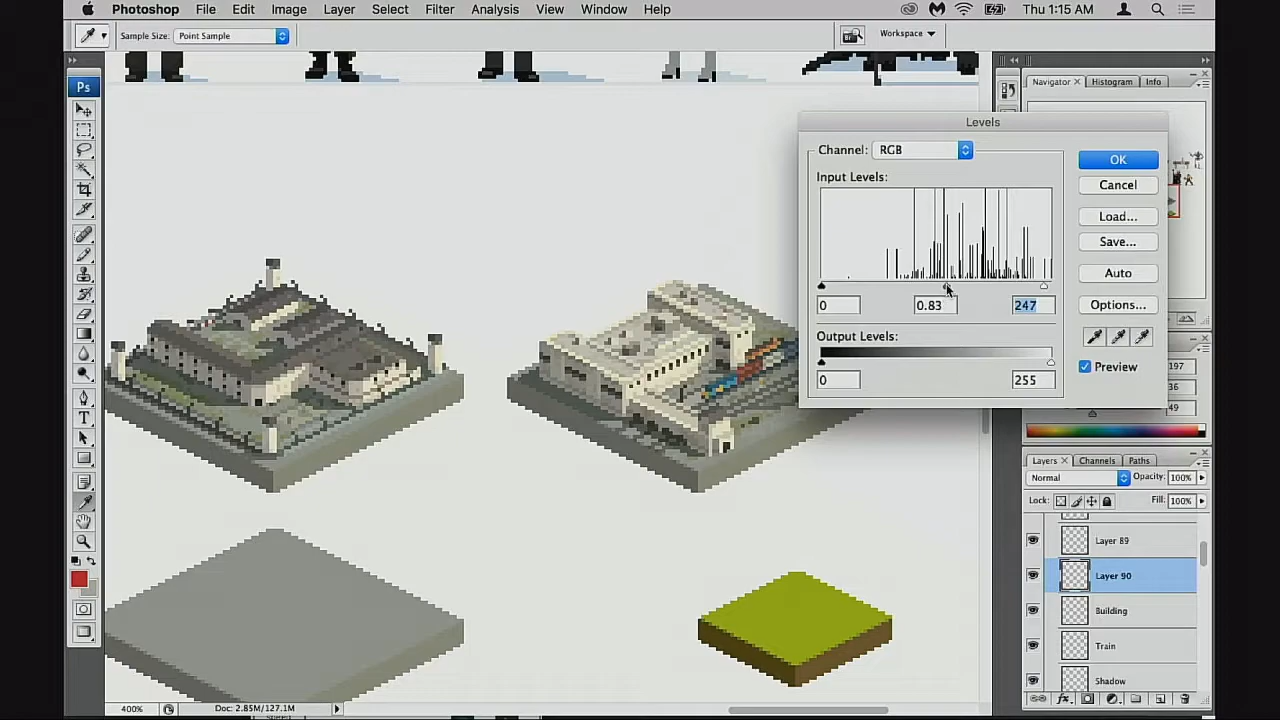 Photoshop File Edit Image Layer Select Filter Analysis View Window Help Thu 1:15 AM
Sample Size: Point Sample Workspace
Ps
Navigator Histogram Info
Levels
Channel: RGB
OK
Input Levels:
Cancel
Load...
Save...
Auto
0 0.83 247
Options...
Output Levels:
Preview
0 255
197
36
49
Layers Channels Paths
Normal Opacity: 100%
Lock: Fill: 100%
Layer 89
Layer 90
Building
Train
Shadow
400% Doc: 2.85M/127.1M